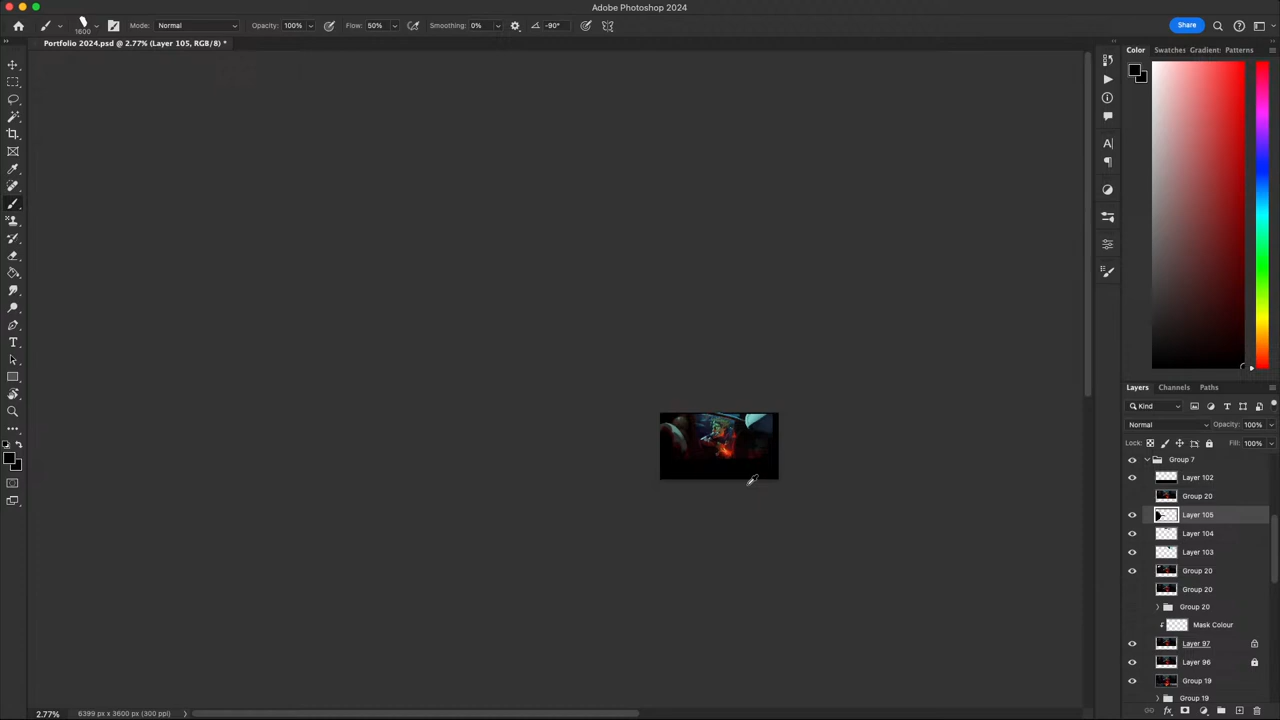 Adobe Photoshop 2024
1600
Mode: Normal
Opacity: 100%
Flow: 50%
Smoothing: 0%
-90°
Share
Portfolio 2024.psd @ 2.77% (Layer 105, RGB/8) *
Color
Swatches
Gradient:
Patterns
Layers
Channels
Paths
Kind
Normal
Opacity: 100%
Lock:
Fill: 100%
Group 7
Layer 102
Group 20
Layer 105
Layer 104
Layer 103
Group 20
Group 20
Group 20
Mask Colour
Layer 97
Layer 96
Group 19
Group 19
2.77%
6399 px x 3600 px (300 ppi)